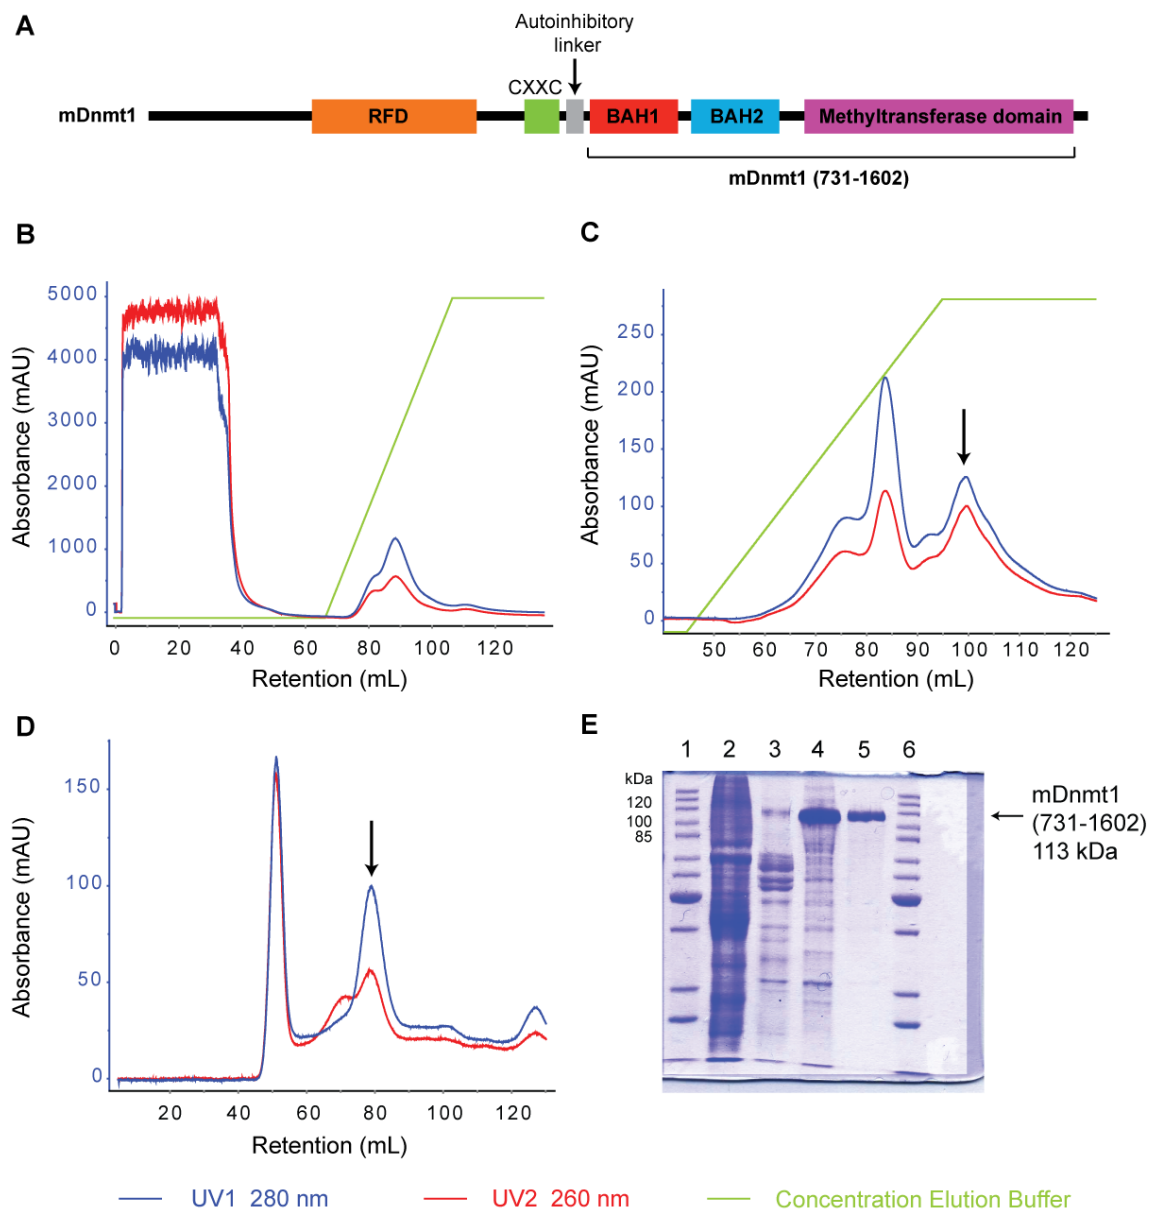 A
Autoinhibitory
linker
CXXC
mDnmt1
RFD
BAH1
BAH2
Methyltransferase domain
mDnmt1 (731-1602)
B
Absorbance (mAU)
5000
4000
3000
2000
1000
0
0 20 40 60 80 100 120
Retention (mL)
C
Absorbance (mAU)
250
200
150
100
50
0
50 60 70 80 90 100 110 120
Retention (mL)
D
Absorbance (mAU)
150
100
50
0
20 40 60 80 100 120
Retention (mL)
E
1 2 3 4 5 6
kDa
120
100
85
mDnmt1
(731-1602)
113 kDa
UV1 280 nm
UV2 260 nm
Concentration Elution Buffer